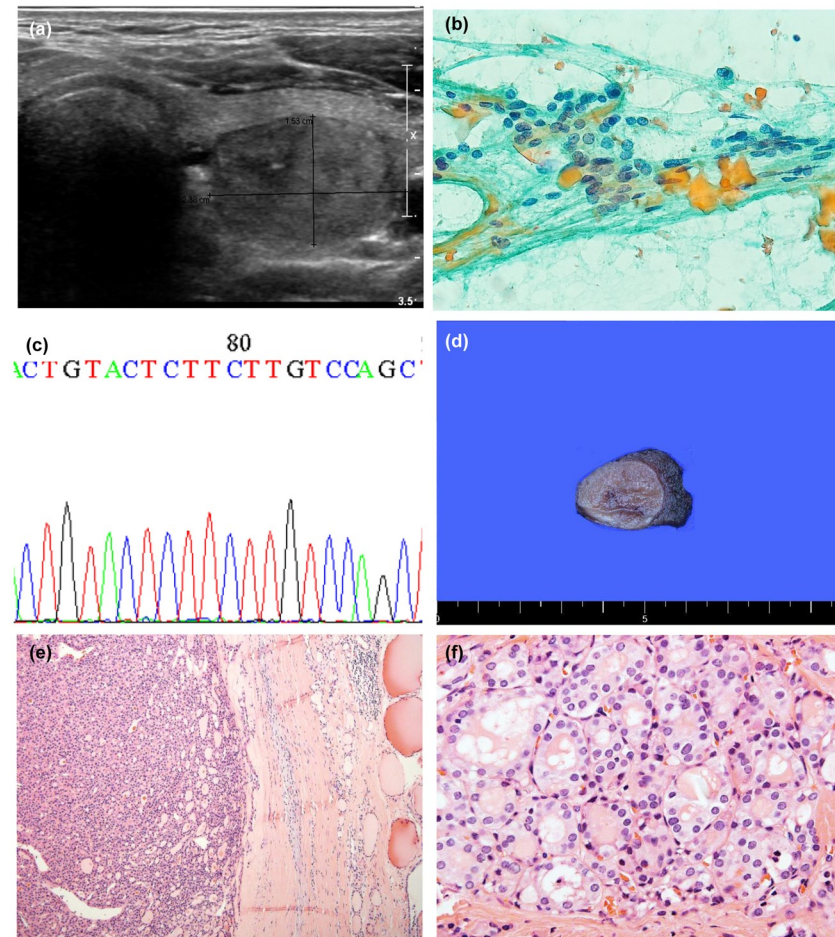 (a)
1.53 cm
X
3.5
(b)
(c)
80
ACTGTACTCTTCTTGTCCAGCT
(d)
0
5
(e)
(f)